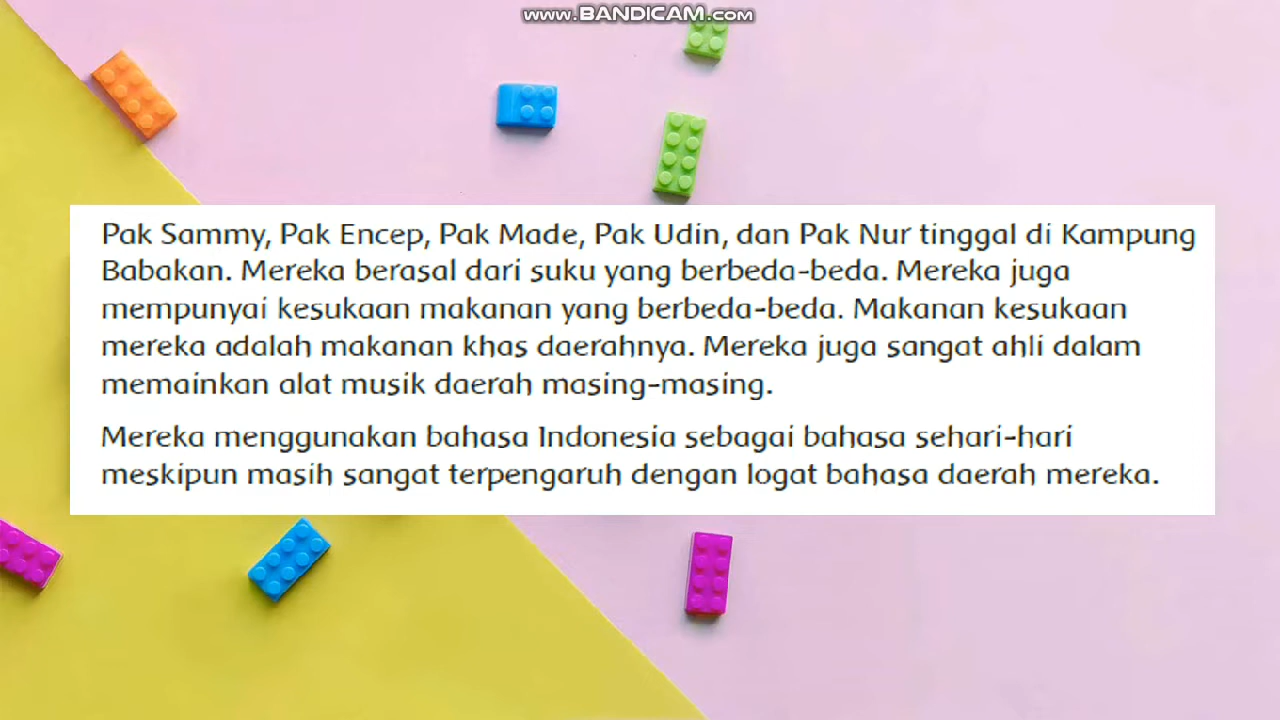 www.BANDICAM.com
Pak Sammy, Pak Encep, Pak Made, Pak Udin, dan Pak Nur tinggal di Kampung
Babakan. Mereka berasal dari suku yang berbeda-beda. Mereka juga
mempunyai kesukaan makanan yang berbeda-beda. Makanan kesukaan
mereka adalah makanan khas daerahnya. Mereka juga sangat ahli dalam
memainkan alat musik daerah masing-masing.
Mereka menggunakan bahasa Indonesia sebagai bahasa sehari-hari
meskipun masih sangat terpengaruh dengan logat bahasa daerah mereka.